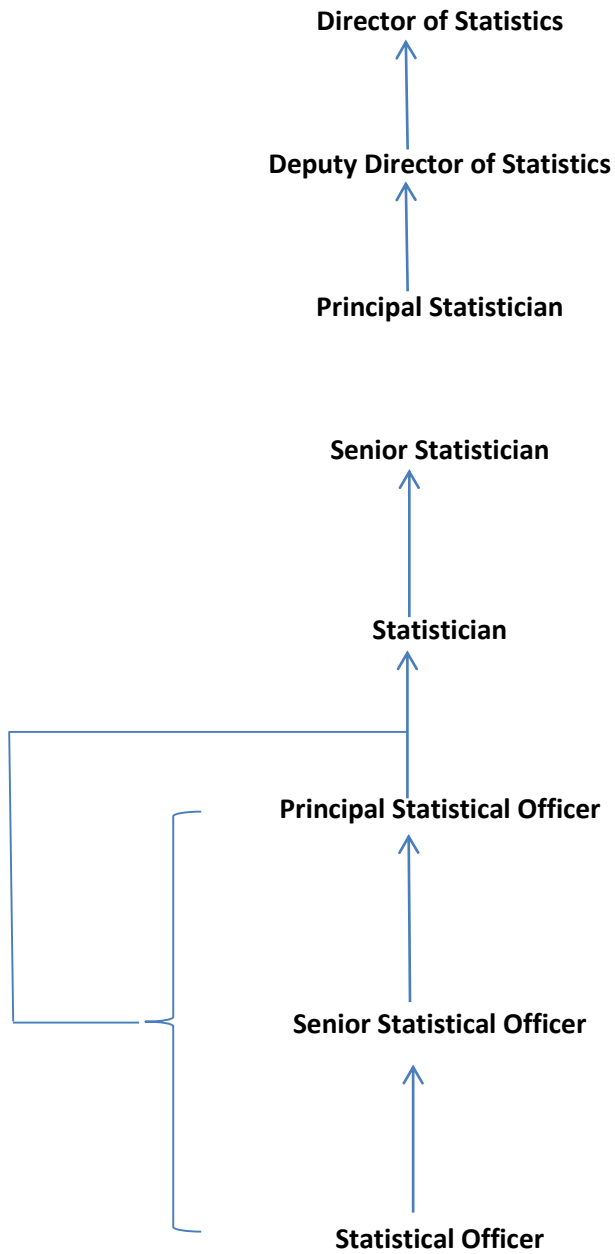 Director of Statistics
Deputy Director of Statistics
Principal Statistician
Senior Statistician
Statistician
Principal Statistical Officer
Senior Statistical Officer
Statistical Officer